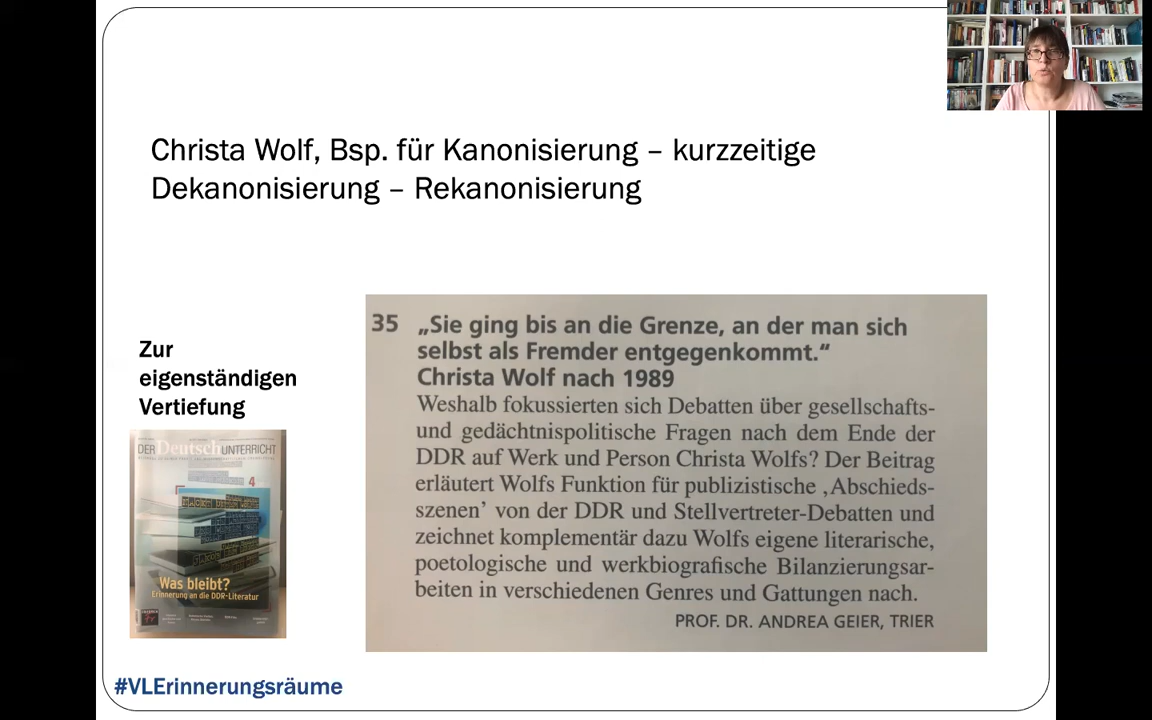 Christa Wolf, Bsp. für Kanonisierung – kurzzeitige
Dekanonisierung – Rekanonisierung
Zur
eigenständigen
Vertiefung
DER Deutschunterricht
4
Was bleibt?
Erinnerung an die DDR-Literatur
35 „Sie ging bis an die Grenze, an der man sich
selbst als Fremder entgegenkommt.“
Christa Wolf nach 1989
Weshalb fokussierten sich Debatten über gesellschafts-
und gedächtnispolitische Fragen nach dem Ende der
DDR auf Werk und Person Christa Wolfs? Der Beitrag
erläutert Wolfs Funktion für publizistische ‚Abschieds-
szenen’ von der DDR und Stellvertreter-Debatten und
zeichnet komplementär dazu Wolfs eigene literarische,
poetologische und werkbiografische Bilanzierungsar-
beiten in verschiedenen Genres und Gattungen nach.
PROF. DR. ANDREA GEIER, TRIER
#VLErinnerungsräume